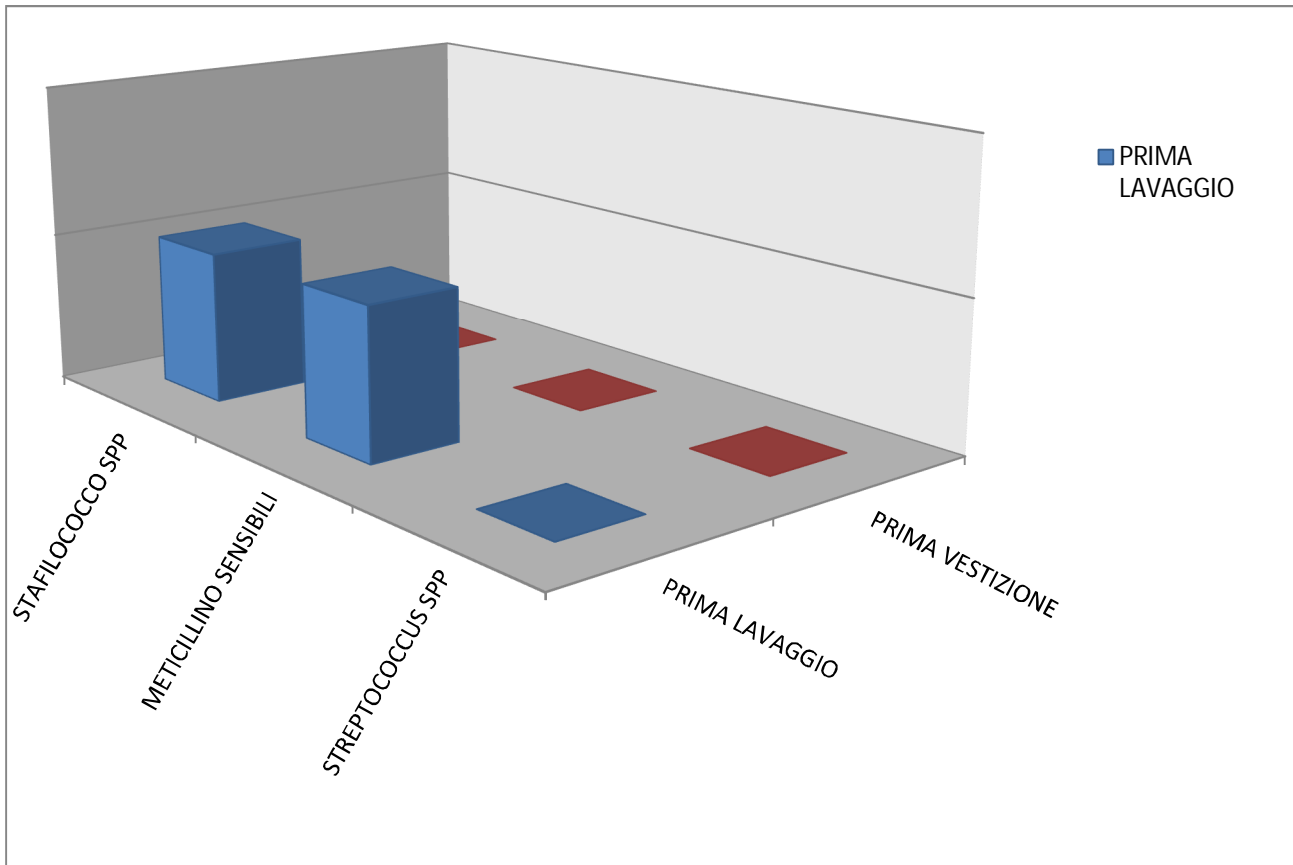 PRIMA
LAVAGGIO
STAFILOCOCCO SPP
METICILLINO SENSIBILI
STREPTOCOCCUS SPP
PRIMA LAVAGGIO
PRIMA VESTIZIONE